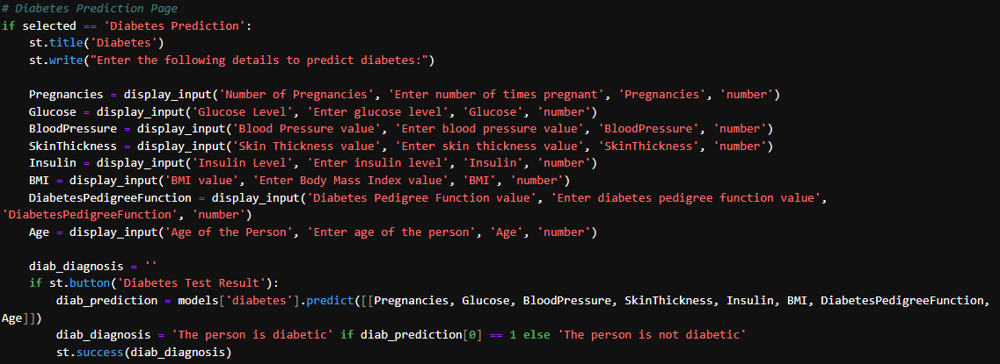 # Diabetes Prediction Page
if selected == 'Diabetes Prediction':
    st.title('Diabetes')
    st.write("Enter the following details to predict diabetes:")

    Pregnancies = display_input('Number of Pregnancies', 'Enter number of times pregnant', 'Pregnancies', 'number')
    Glucose = display_input('Glucose Level', 'Enter glucose level', 'Glucose', 'number')
    BloodPressure = display_input('Blood Pressure value', 'Enter blood pressure value', 'BloodPressure', 'number')
    SkinThickness = display_input('Skin Thickness value', 'Enter skin thickness value', 'SkinThickness', 'number')
    Insulin = display_input('Insulin Level', 'Enter insulin level', 'Insulin', 'number')
    BMI = display_input('BMI value', 'Enter Body Mass Index value', 'BMI', 'number')
    DiabetesPedigreeFunction = display_input('Diabetes Pedigree Function value', 'Enter diabetes pedigree function value',
'DiabetesPedigreeFunction', 'number')
    Age = display_input('Age of the Person', 'Enter age of the person', 'Age', 'number')

    diab_diagnosis = ''
    if st.button('Diabetes Test Result'):
        diab_prediction = models['diabetes'].predict([[Pregnancies, Glucose, BloodPressure, SkinThickness, Insulin, BMI, DiabetesPedigreeFunction,
Age]])
        diab_diagnosis = 'The person is diabetic' if diab_prediction[0] == 1 else 'The person is not diabetic'
        st.success(diab_diagnosis)